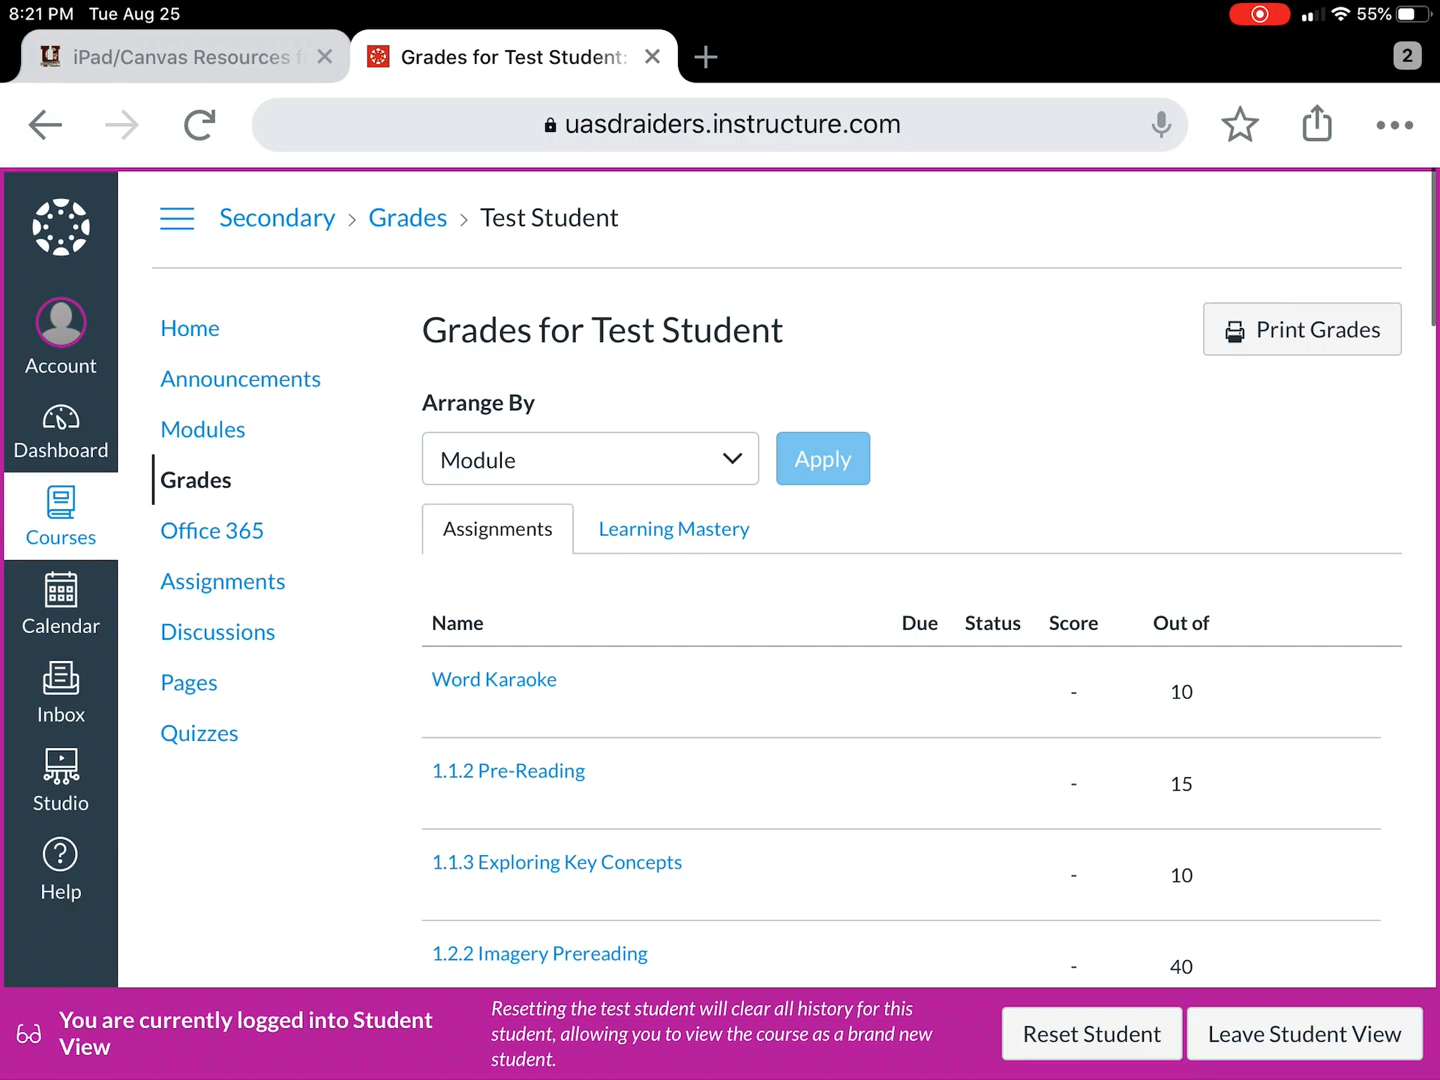 8:21 PM Tue Aug 25
55%
iPad/Canvas Resources f
Grades for Test Student:
2
uasdraiders.instructure.com
Secondary > Grades > Test Student
Account
Dashboard
Courses
Calendar
Inbox
Studio
Help
Home
Announcements
Modules
Grades
Office 365
Assignments
Discussions
Pages
Quizzes
Grades for Test Student
Print Grades
Arrange By
Module
Apply
Assignments
Learning Mastery
Name Due Status Score Out of
Word Karaoke - 10
1.1.2 Pre-Reading - 15
1.1.3 Exploring Key Concepts - 10
1.2.2 Imagery Prereading - 40
You are currently logged into Student
View
Resetting the test student will clear all history for this
student, allowing you to view the course as a brand new
student.
Reset Student
Leave Student View